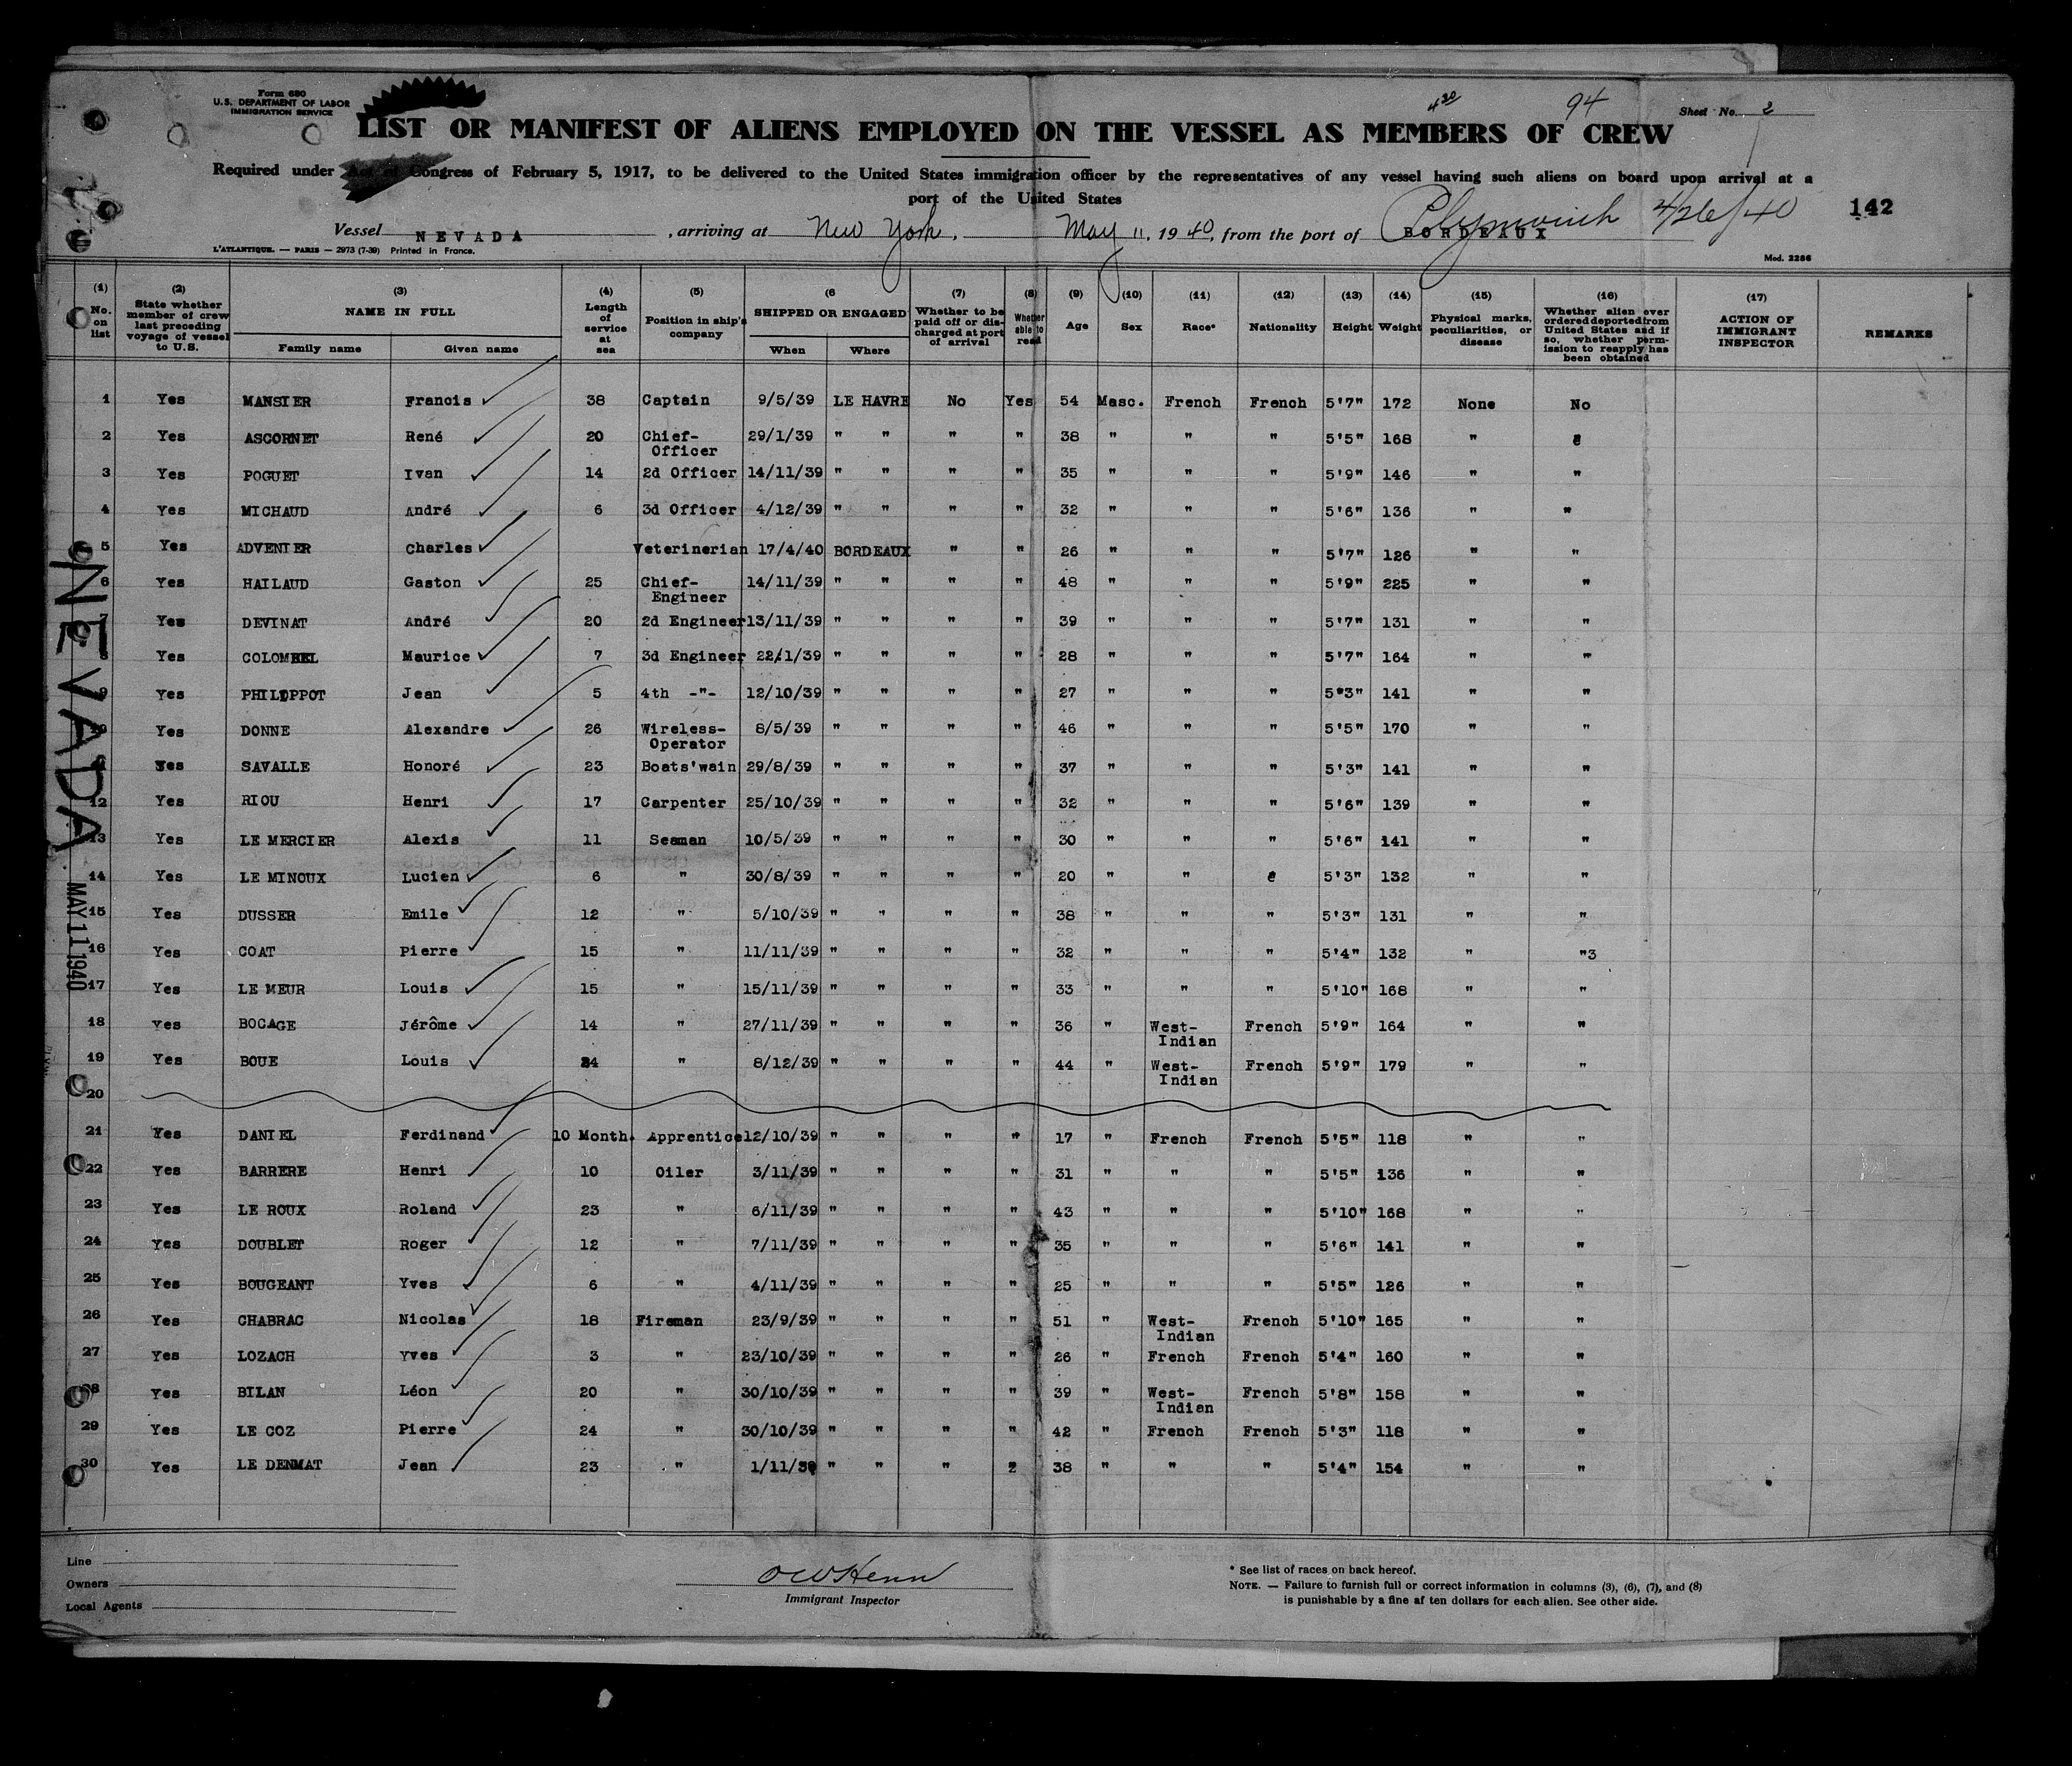 Form 680
U.S. DEPARTMENT OF LABOR
IMMIGRATION SERVICE
4 30
94
Sheet No. 2
LIST OR MANIFEST OF ALIENS EMPLOYED ON THE VESSEL AS MEMBERS OF CREW
Required under Act of Congress of February 5, 1917, to be delivered to the United States immigration officer by the representatives of any vessel having such aliens on board upon arrival at a
port of the United States
142
Vessel NEVADA, arriving at New York, May 11, 1940, from the port of BORDEAUX Plymouth 4/26/40
L'ATLANTIQUE. — PARIS — 2973 (7-39) Printed in France.
Mod. 2286
(1) No. on list (2) State whether member of crew last preceding voyage of vessel to U.S. (3) NAME IN FULL Family name Given name (4) Length of service at sea (5) Position in ship's company (6 SHIPPED OR ENGAGED When Where (7) Whether to be paid off or discharged at port of arrival (8) Whether able to read (9) Age (10) Sex (11) Race* (12) Nationality (13) Height (14) Weight (15) Physical marks, peculiarities, or disease (16) Whether alien ever ordered deported from United States and if so, whether permission to reapply has been obtained (17) ACTION OF IMMIGRANT INSPECTOR REMARKS
1 Yes MANSIER Francis 38 Captain 9/5/39 LE HAVRE No Yes 54 Masc. French French 5'7" 172 None No
2 Yes ASCORNET René 20 Chief-Officer 29/1/39 " " " " 38 " " " 5'5" 168 "
3 Yes POGUET Ivan 14 2d Officer 14/11/39 " " " " 35 " " " 5'9" 146 " "
4 Yes MICHAUD André 6 3d Officer 4/12/39 " " " " 32 " " " 5'6" 136 " "
5 Yes ADVENIER Charles Veterinerian 17/4/40 BORDEAUX " " 26 " " " 5'7" 126 " "
6 Yes HAILAUD Gaston 25 Chief-Engineer 14/11/39 " " " " 48 " " " 5'9" 225 " "
7 Yes DEVINAT André 20 2d Engineer 13/11/39 " " " " 39 " " " 5'7" 131 " "
8 Yes COLOMBEL Maurice 7 3d Engineer 22/1/39 " " " " 28 " " " 5'7" 164 " "
9 Yes PHILIPPOT Jean 5 4th -"- 12/10/39 " " " " 27 " " " 5'3" 141 " "
10 Yes DONNE Alexandre 26 Wireless-Operator 8/5/39 " " " " 46 " " " 5'5" 170 " "
11 Yes SAVALLE Honoré 23 Boats'wain 29/8/39 " " " " 37 " " " 5'3" 141 " "
12 Yes RIOU Henri 17 Carpenter 25/10/39 " " " " 32 " " " 5'6" 139 " "
13 Yes LE MERCIER Alexis 11 Seaman 10/5/39 " " " " 30 " " " 5'6" 141 " "
14 Yes LE MINOUX Lucien 6 " 30/8/39 " " " " 20 " " 5'3" 132 " "
15 Yes DUSSER Emile 12 " 5/10/39 " " " " 38 " " " 5'3" 131 " "
16 Yes COAT Pierre 15 " 11/11/39 " " " " 32 " " " 5'4" 132 " "3
17 Yes LE MEUR Louis 15 " 15/11/39 " " " " 33 " " " 5'10" 168 " "
18 Yes BOCAGE Jérôme 14 " 27/11/39 " " " " 36 " West-Indian French 5'9" 164 " "
19 Yes BOUE Louis 24 " 8/12/39 " " " " 44 " West-Indian French 5'9" 179 " "
20
21 Yes DANIEL Ferdinand 10 Month. Apprentice 12/10/39 " " " " 17 " French French 5'5" 118 " "
22 Yes BARRERE Henri 10 Oiler 3/11/39 " " " " 31 " " " 5'5" 136 " "
23 Yes LE ROUX Roland 23 " 6/11/39 " " " " 43 " " " 5'10" 168 " "
24 Yes DOUBLET Roger 12 " 7/11/39 " " " " 35 " " " 5'6" 141 " "
25 Yes BOUGEANT Yves 6 " 4/11/39 " " " " 25 " " " 5'5" 126 " "
26 Yes CHABRAC Nicolas 18 Fireman 23/9/39 " " " " 51 " West-Indian French 5'10" 165 " "
27 Yes LOZACH Yves 3 " 23/10/39 " " " " 26 " French French 5'4" 160 " "
28 Yes BILAN Léon 20 " 30/10/39 " " " " 39 " West-Indian French 5'8" 158 " "
29 Yes LE COZ Pierre 24 " 30/10/39 " " " " 42 " French French 5'3" 118 " "
30 Yes LE DENMAT Jean 23 " 1/11/39 " " " 2 38 " " " 5'4" 154 " "
NEVADA
MAY 11 1940
Line
Owners
Local Agents
Immigrant Inspector
* See list of races on back hereof.
NOTE. — Failure to furnish full or correct information in columns (3), (6), (7), and (8)
is punishable by a fine af ten dollars for each alien. See other side.